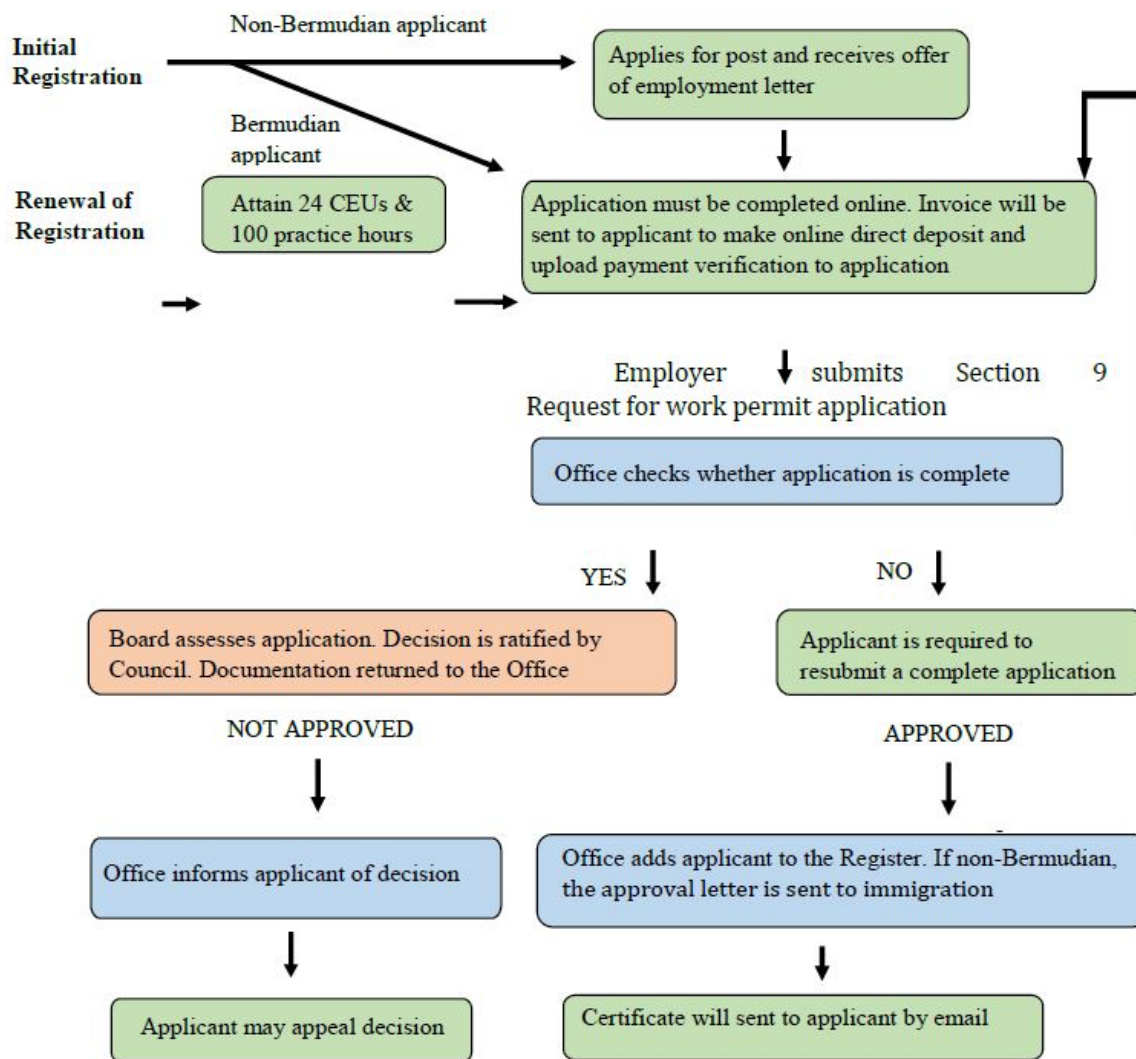 Non-Bermudian applicant
Initial
Registration
Applies for post and receives offer
of employment letter
Bermudian
applicant
Renewal of
Registration
Attain 24 CEUs &
100 practice hours
Application must be completed online. Invoice will be
sent to applicant to make online direct deposit and
upload payment verification to application
Employer submits Section 9
Request for work permit application
Office checks whether application is complete
YES
NO
Board assesses application. Decision is ratified by
Council. Documentation returned to the Office
Applicant is required to
resubmit a complete application
NOT APPROVED
APPROVED
Office informs applicant of decision
Office adds applicant to the Register. If non-Bermudian,
the approval letter is sent to immigration
Applicant may appeal decision
Certificate will sent to applicant by email